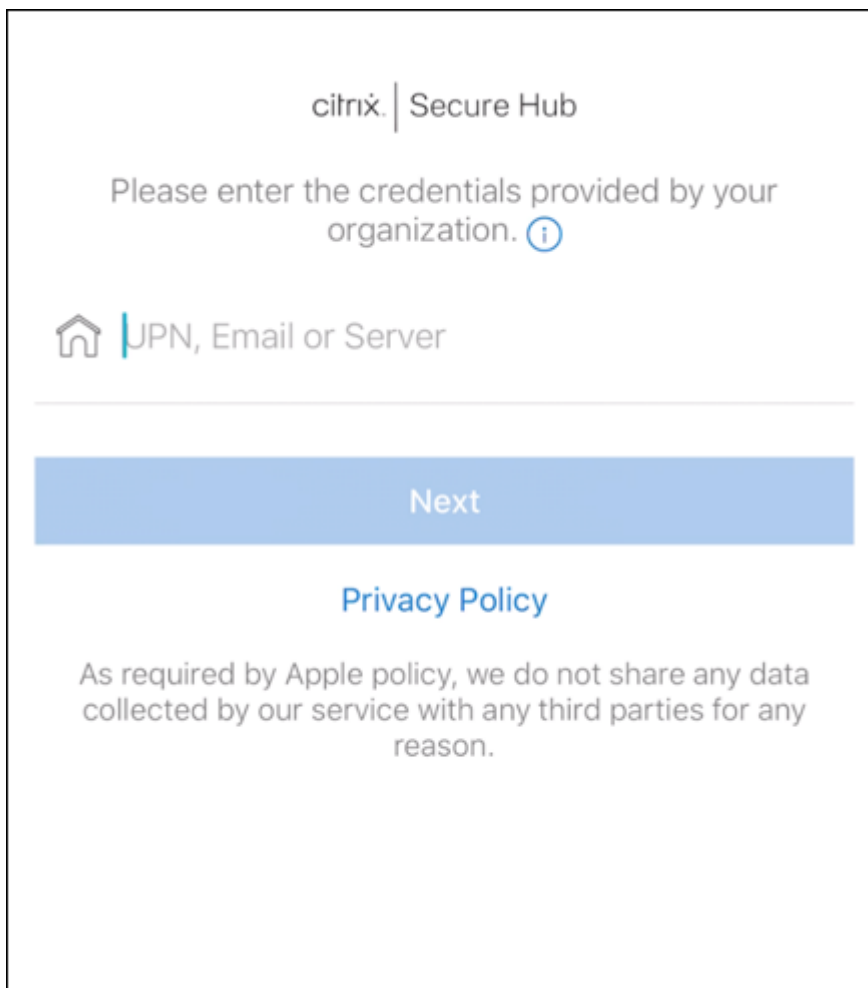 citrix. | Secure Hub
Please enter the credentials provided by your
organization. ⓘ
UPN, Email or Server
Next
Privacy Policy
As required by Apple policy, we do not share any data
collected by our service with any third parties for any
reason.